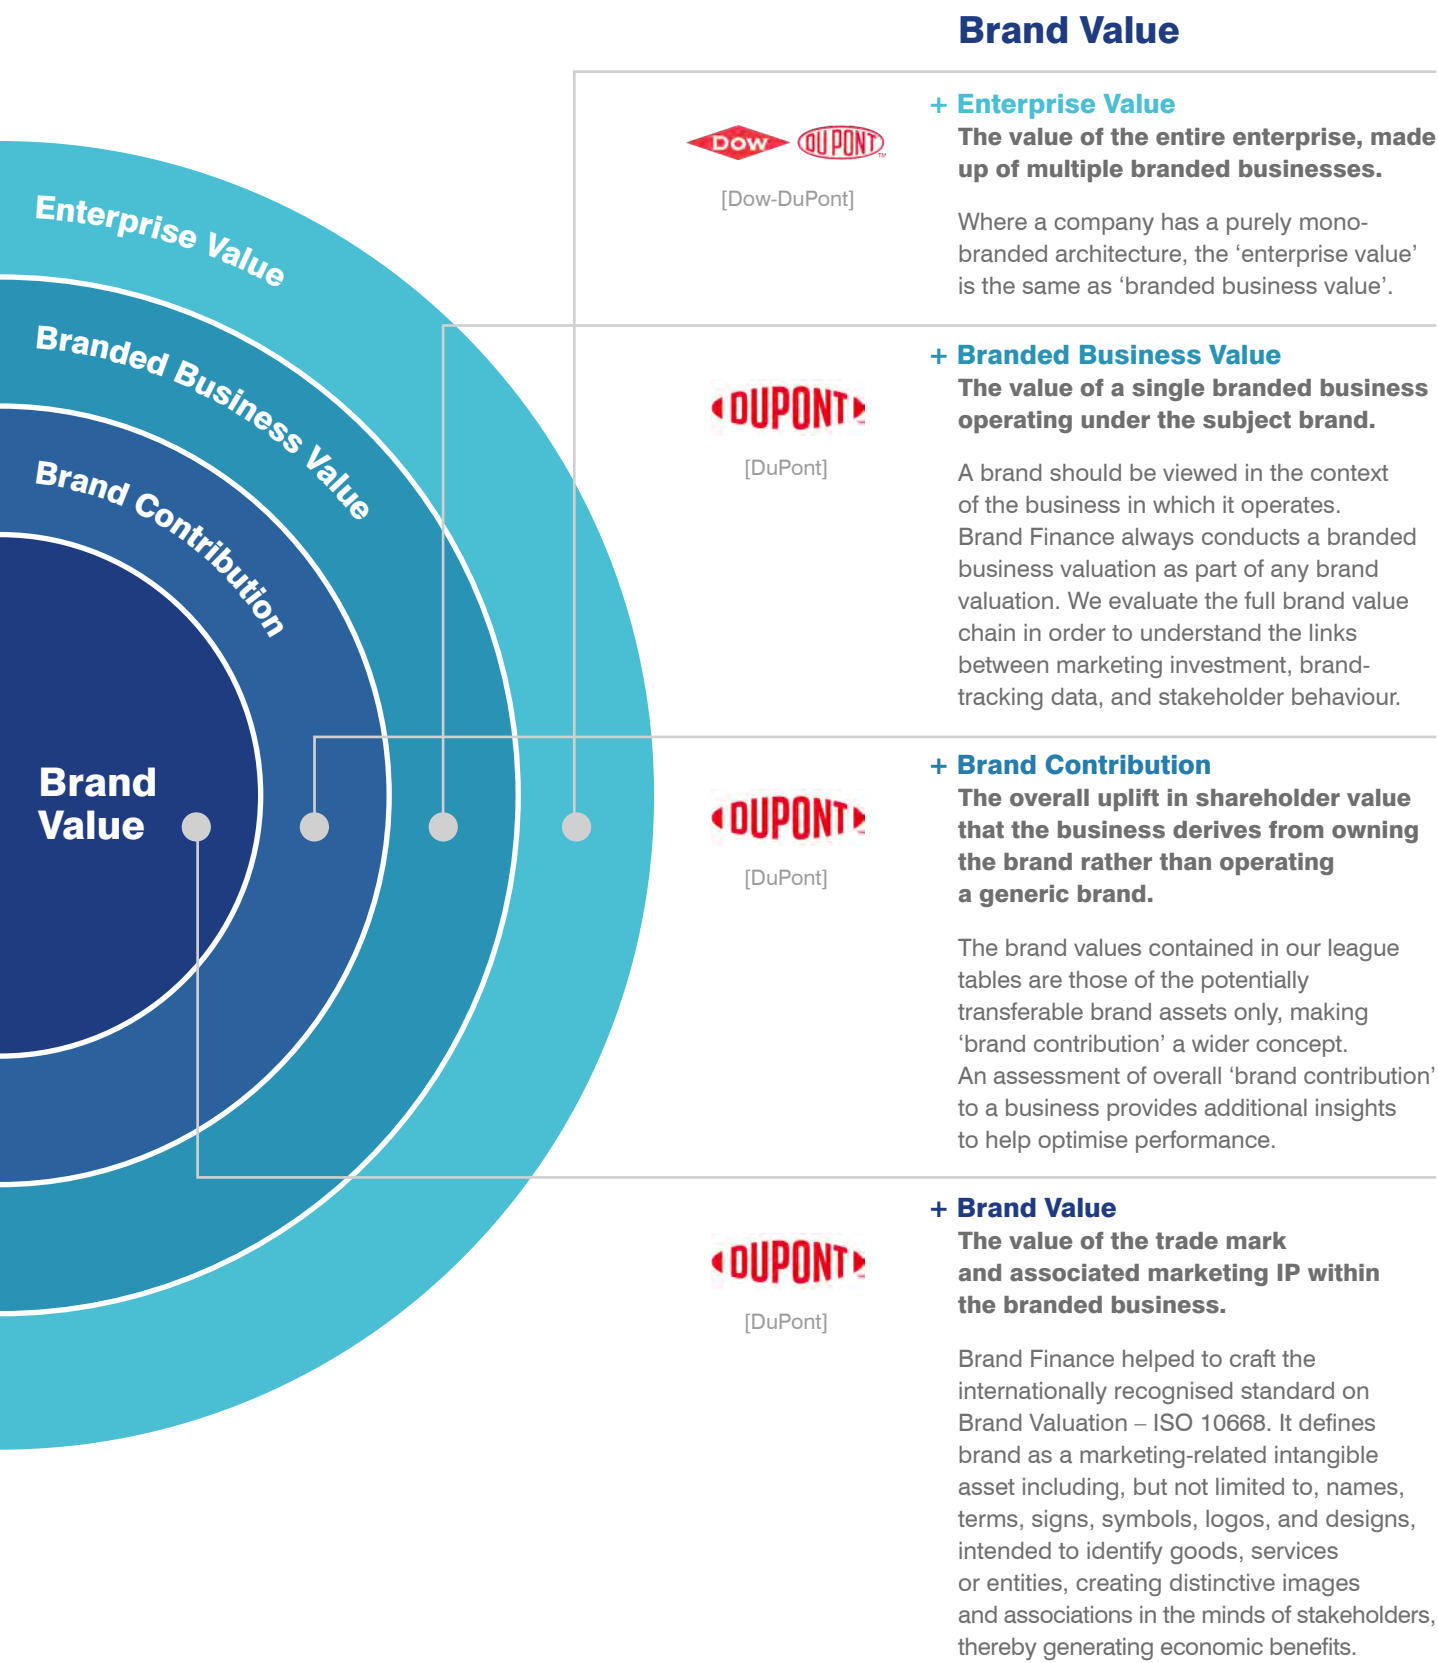 Brand Value
Enterprise Value
Branded Business Value
Brand Contribution
Brand
Value
DOW DU PONT TM
[Dow-DuPont]
+ Enterprise Value
The value of the entire enterprise, made
up of multiple branded businesses.
Where a company has a purely mono-
branded architecture, the ‘enterprise value’
is the same as ‘branded business value’.
DUPONT
[DuPont]
+ Branded Business Value
The value of a single branded business
operating under the subject brand.
A brand should be viewed in the context
of the business in which it operates.
Brand Finance always conducts a branded
business valuation as part of any brand
valuation. We evaluate the full brand value
chain in order to understand the links
between marketing investment, brand-
tracking data, and stakeholder behaviour.
DUPONT
[DuPont]
+ Brand Contribution
The overall uplift in shareholder value
that the business derives from owning
the brand rather than operating
a generic brand.
The brand values contained in our league
tables are those of the potentially
transferable brand assets only, making
‘brand contribution’ a wider concept.
An assessment of overall ‘brand contribution’
to a business provides additional insights
to help optimise performance.
DUPONT
[DuPont]
+ Brand Value
The value of the trade mark
and associated marketing IP within
the branded business.
Brand Finance helped to craft the
internationally recognised standard on
Brand Valuation – ISO 10668. It defines
brand as a marketing-related intangible
asset including, but not limited to, names,
terms, signs, symbols, logos, and designs,
intended to identify goods, services
or entities, creating distinctive images
and associations in the minds of stakeholders,
thereby generating economic benefits.